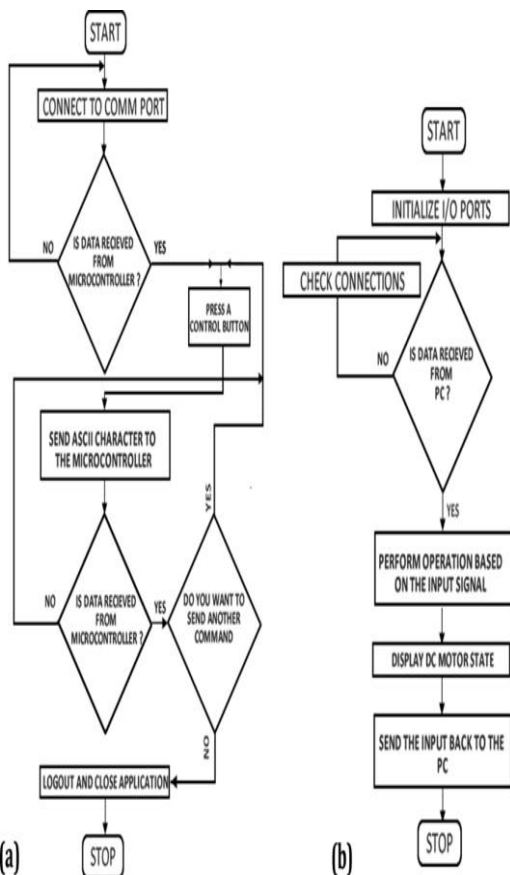 START
CONNECT TO COMM PORT
IS DATA RECIEVED
FROM
MICROCONTROLLER ?
NO
YES
PRESS A
CONTROL BUTTON
SEND ASCII CHARACTER TO
THE MICROCONTROLLER
IS DATA RECIEVED
FROM
MICROCONTROLLER ?
NO
YES
DO YOU WANT TO
SEND ANOTHER
COMMAND
YES
NO
LOGOUT AND CLOSE APPLICATION
STOP
(a)
START
INITIALIZE I/O PORTS
CHECK CONNECTIONS
IS DATA RECIEVED
FROM
PC ?
NO
YES
PERFORM OPERATION BASED
ON THE INPUT SIGNAL
DISPLAY DC MOTOR STATE
SEND THE INPUT BACK TO THE
PC
STOP
(b)